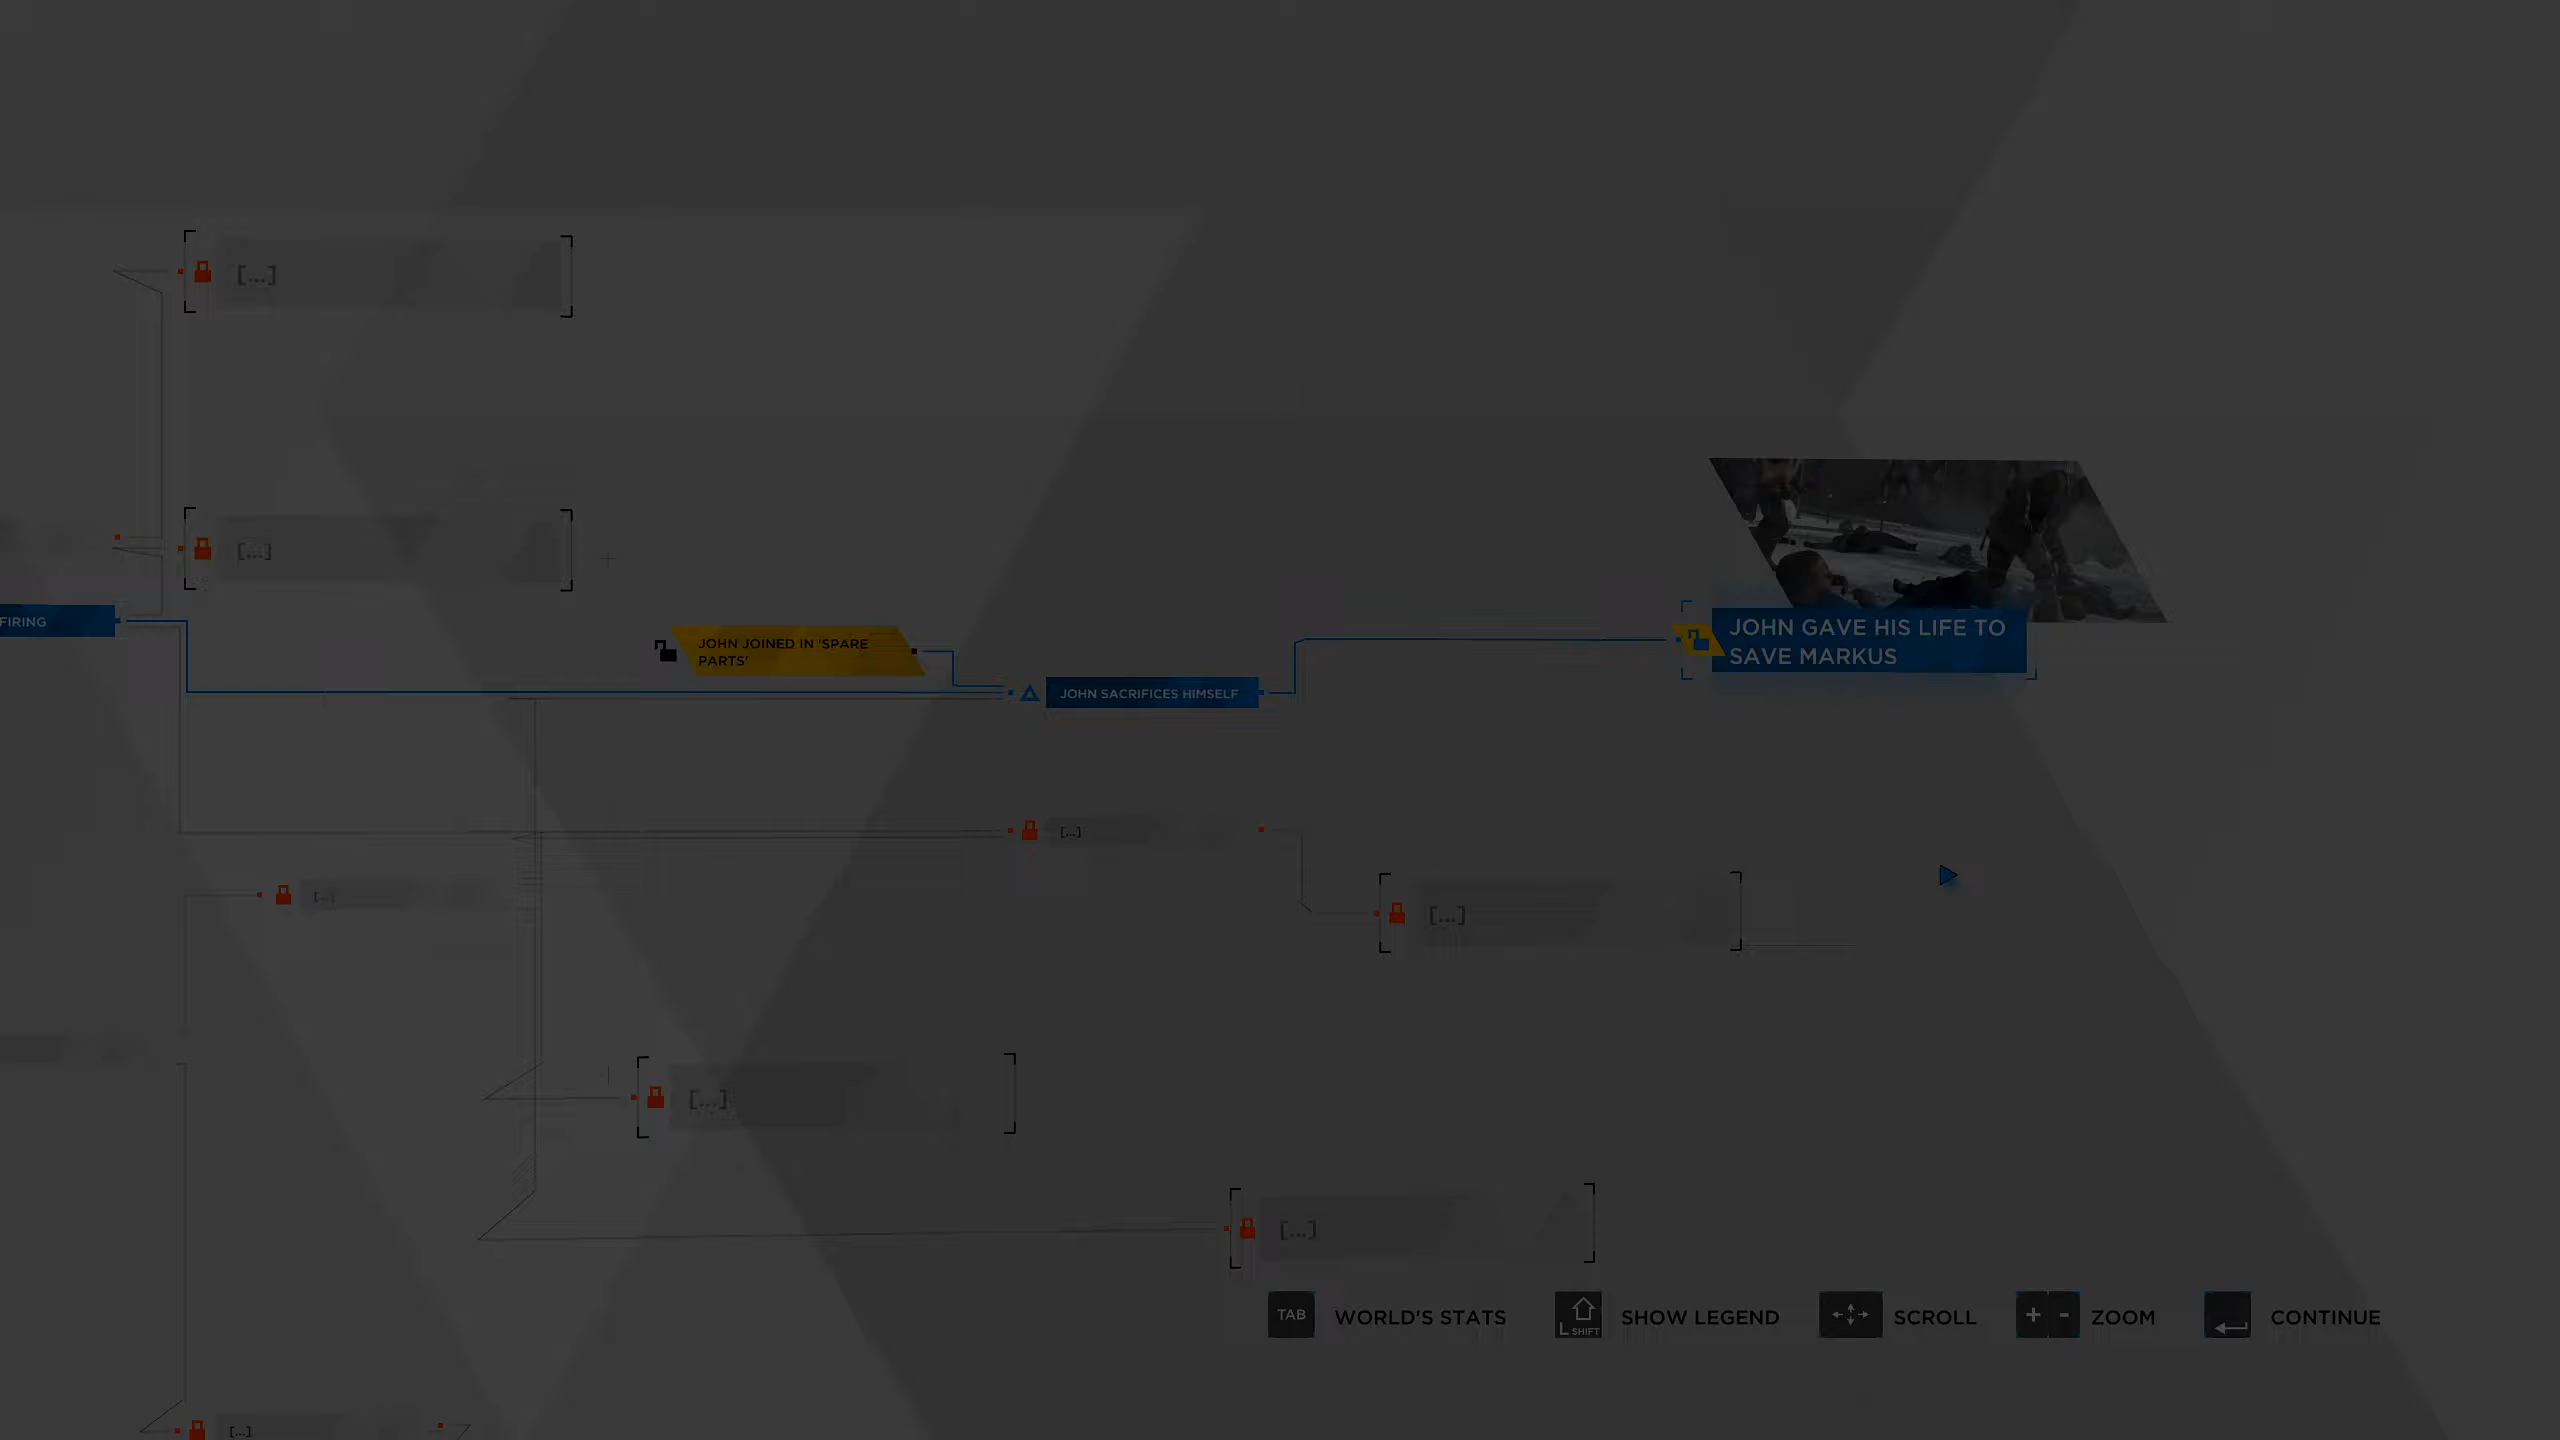 [...]
[...]
FIRING
JOHN JOINED IN 'SPARE
PARTS'
JOHN SACRIFICES HIMSELF
JOHN GAVE HIS LIFE TO
SAVE MARKUS
[...]
[...]
[...]
[...]
[...]
TAB WORLD'S STATS L SHIFT SHOW LEGEND SCROLL + - ZOOM CONTINUE
[...]